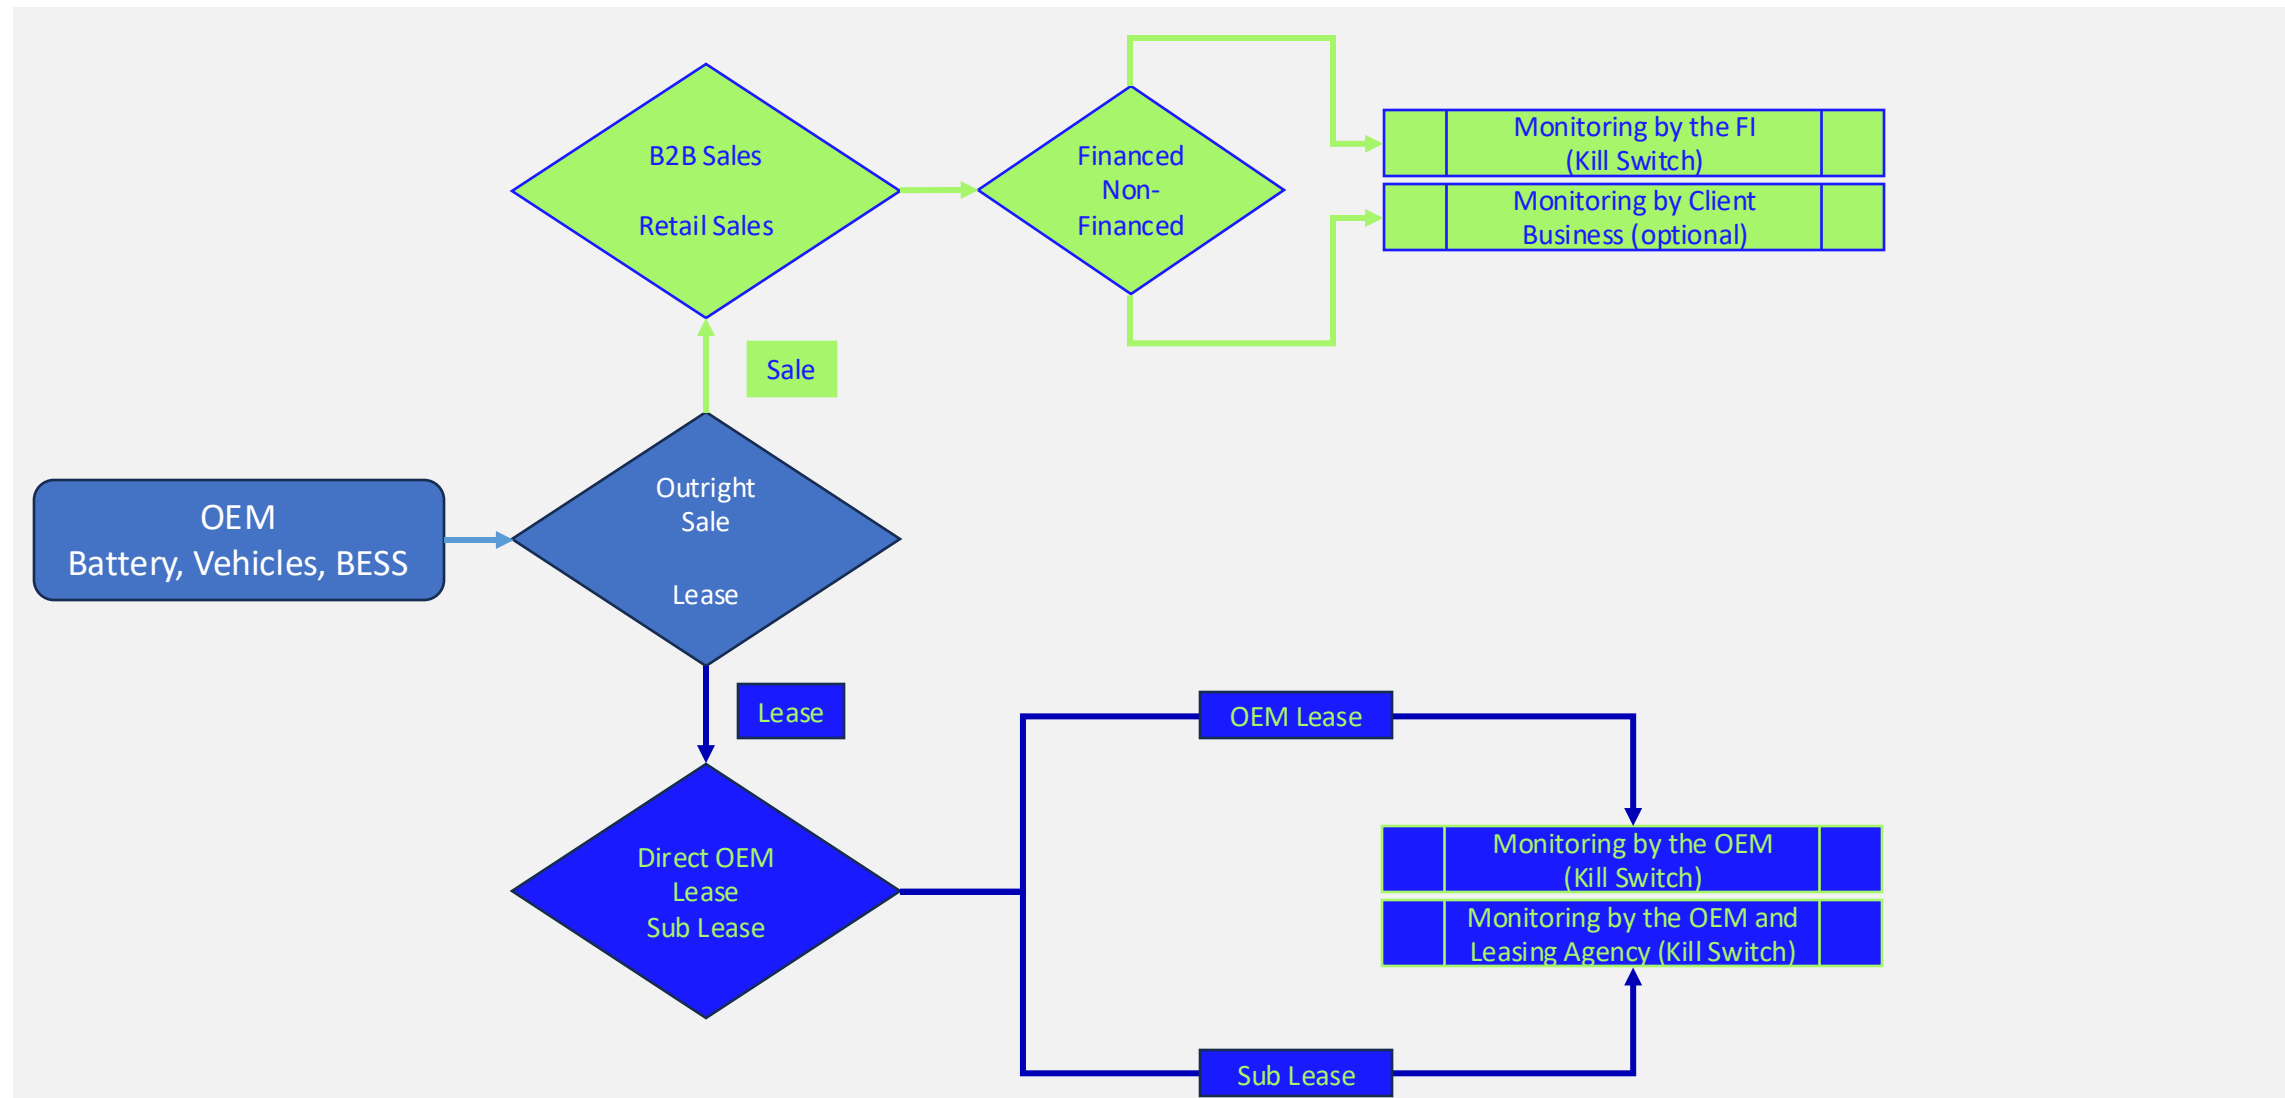 B2B Sales
Retail Sales
Financed
Non-
Financed
Monitoring by the FI
(Kill Switch)
Monitoring by Client
Business (optional)
Sale
OEM
Battery, Vehicles, BESS
Outright
Sale
Lease
Lease
Direct OEM
Lease
Sub Lease
OEM Lease
Monitoring by the OEM
(Kill Switch)
Monitoring by the OEM and
Leasing Agency (Kill Switch)
Sub Lease